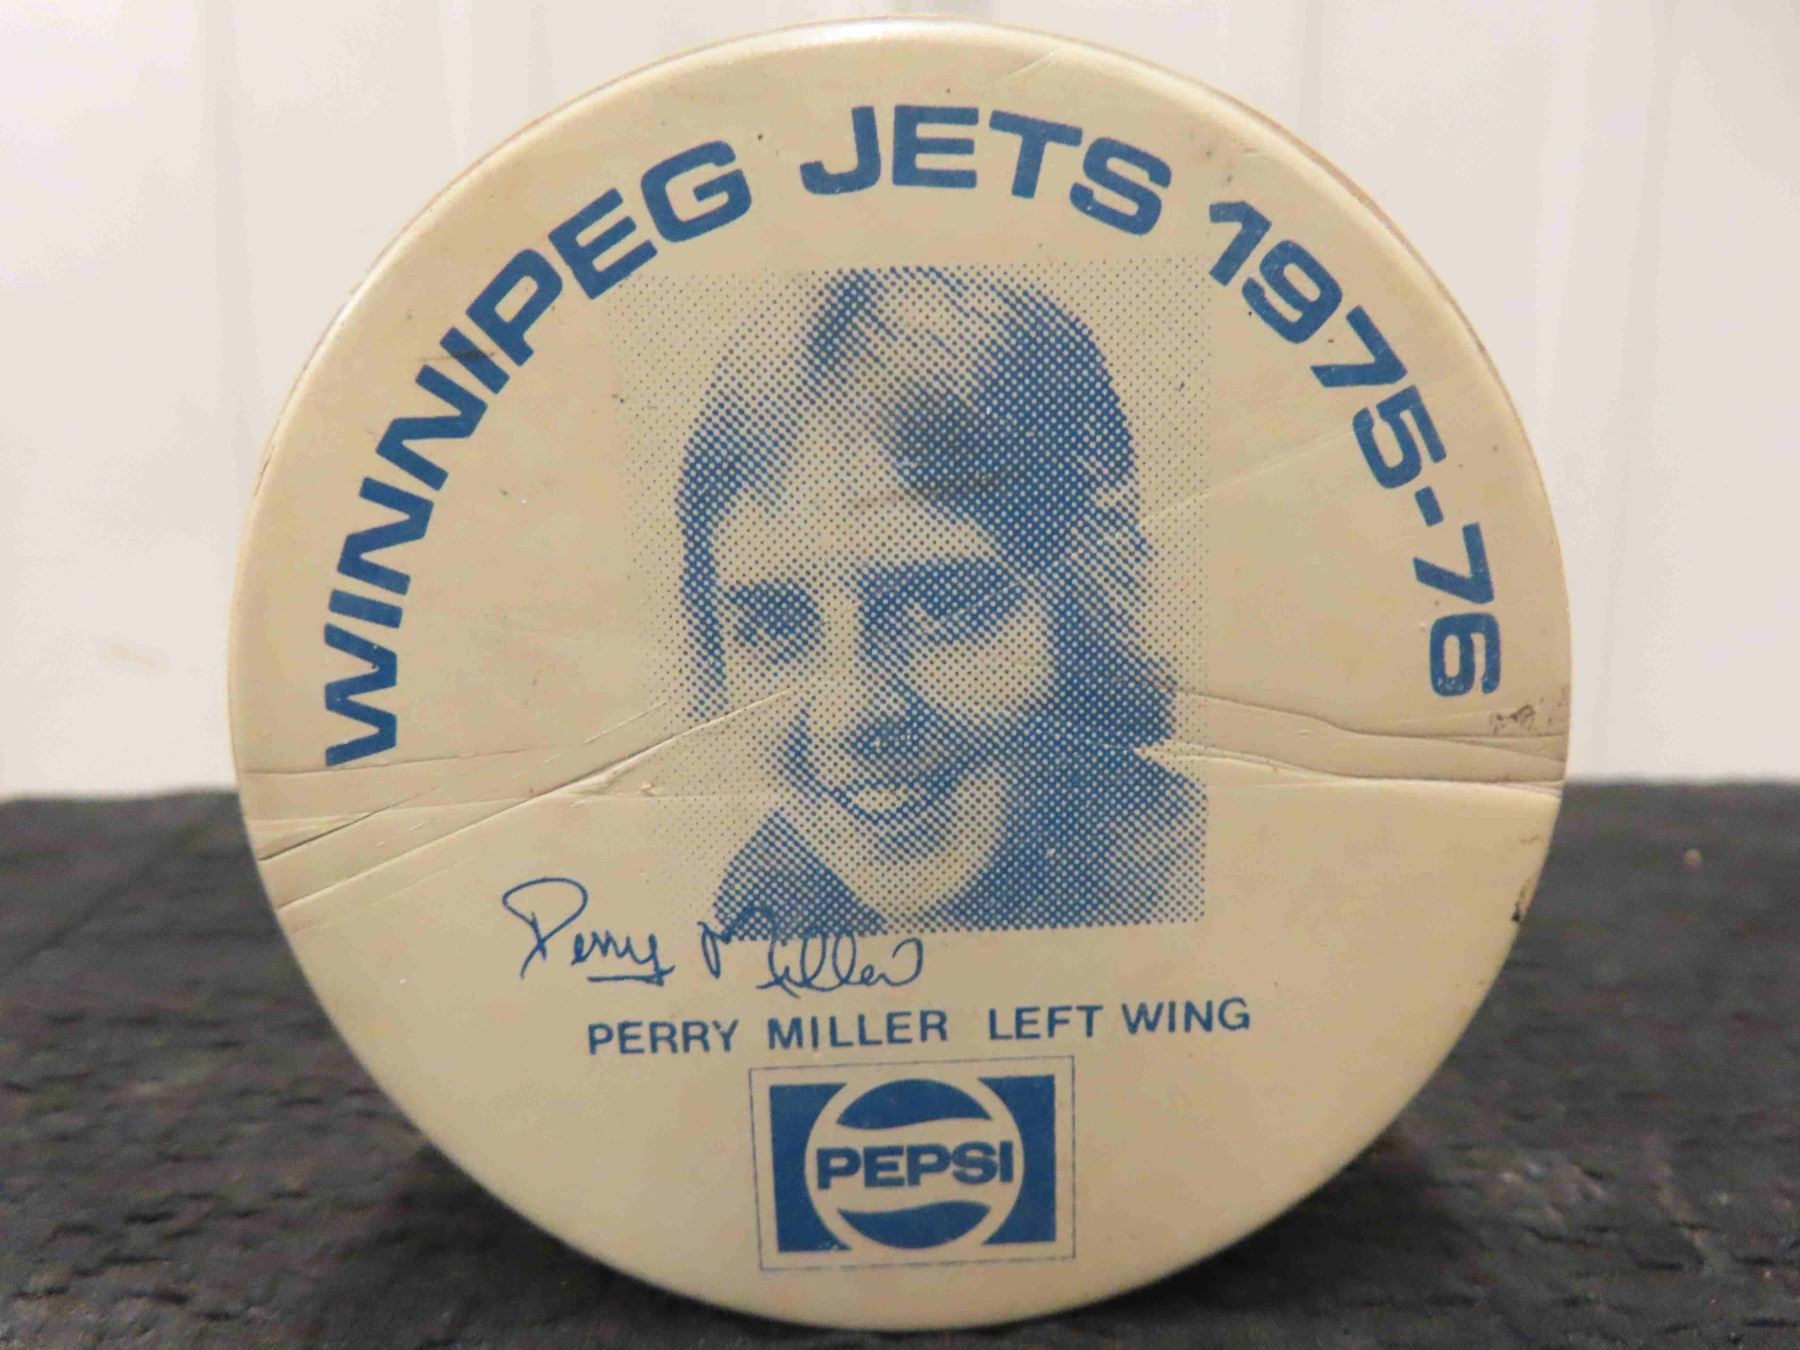 WINNIPEG JETS 1975-76
Perry Miller
PERRY MILLER LEFT WING
PEPSI